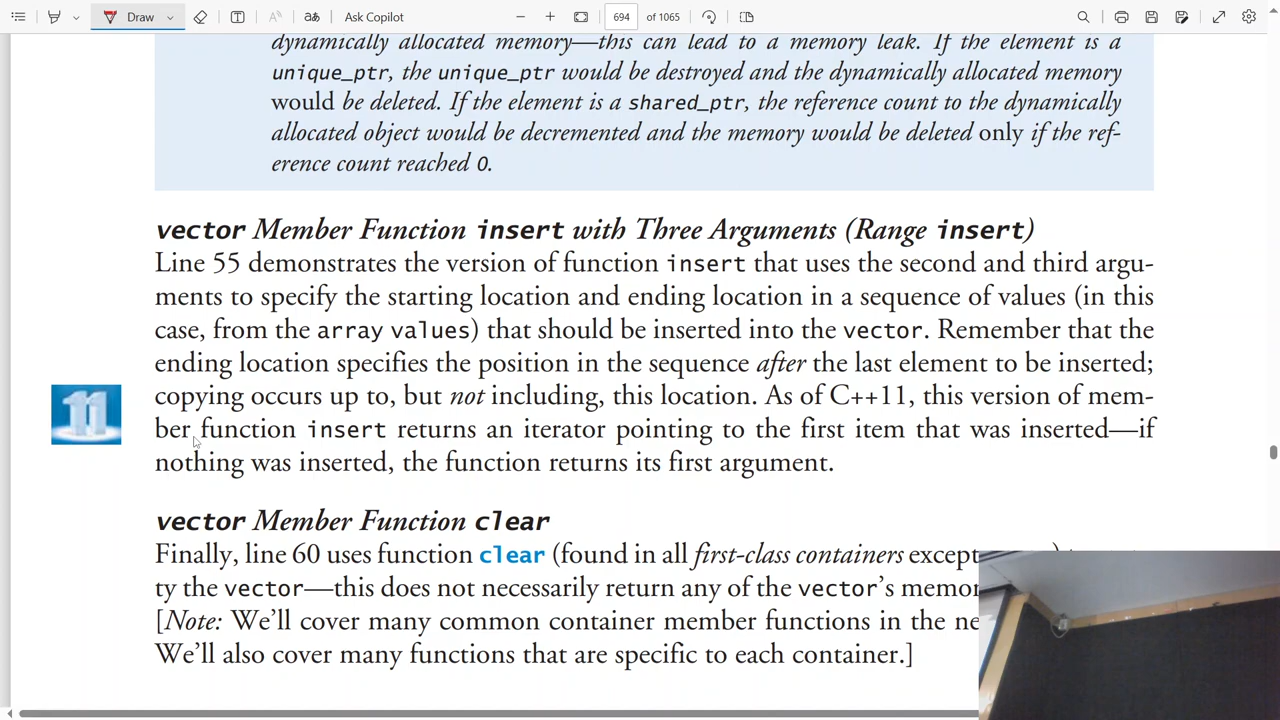 Draw
Ask Copilot
694 of 1065
dynamically allocated memory—this can lead to a memory leak. If the element is a
unique_ptr, the unique_ptr would be destroyed and the dynamically allocated memory
would be deleted. If the element is a shared_ptr, the reference count to the dynamically
allocated object would be decremented and the memory would be deleted only if the ref-
erence count reached 0.
vector Member Function insert with Three Arguments (Range insert)
Line 55 demonstrates the version of function insert that uses the second and third argu-
ments to specify the starting location and ending location in a sequence of values (in this
case, from the array values) that should be inserted into the vector. Remember that the
ending location specifies the position in the sequence after the last element to be inserted;
copying occurs up to, but not including, this location. As of C++11, this version of mem-
11
ber function insert returns an iterator pointing to the first item that was inserted—if
nothing was inserted, the function returns its first argument.
vector Member Function clear
Finally, line 60 uses function clear (found in all first-class containers except
ty the vector—this does not necessarily return any of the vector's memor
[Note: We'll cover many common container member functions in the ne
We'll also cover many functions that are specific to each container.]